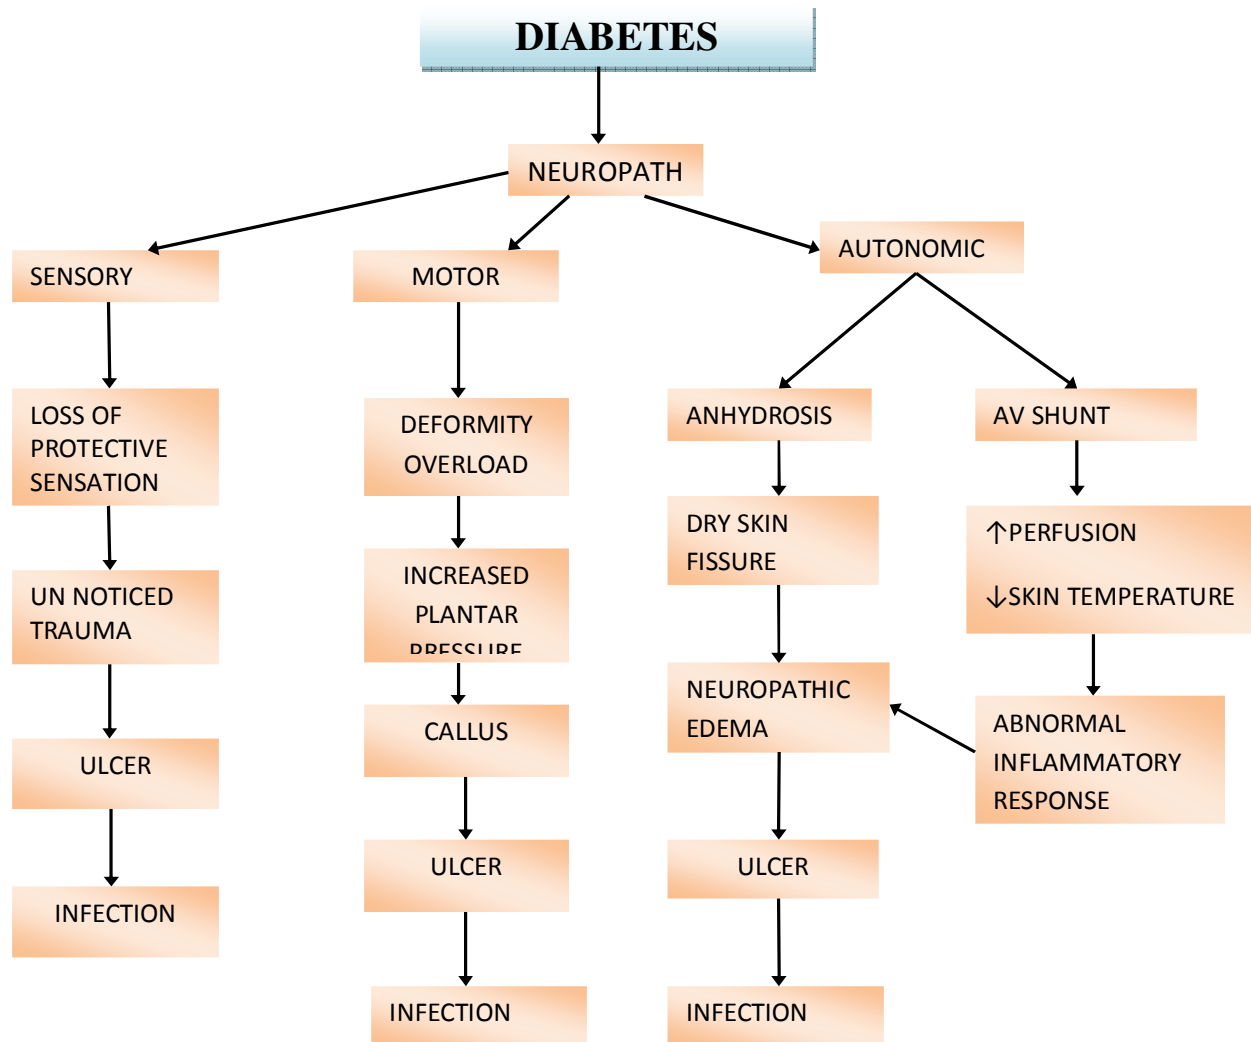 DIABETES
NEUROPATH
SENSORY
MOTOR
AUTONOMIC
LOSS OF
PROTECTIVE
SENSATION
DEFORMITY
OVERLOAD
ANHYDROSIS
AV SHUNT
UN NOTICED
TRAUMA
INCREASED
PLANTAR
PRESSURE
DRY SKIN
FISSURE
↑PERFUSION
↓SKIN TEMPERATURE
ULCER
CALLUS
NEUROPATHIC
EDEMA
ABNORMAL
INFLAMMATORY
RESPONSE
INFECTION
ULCER
ULCER
INFECTION
INFECTION